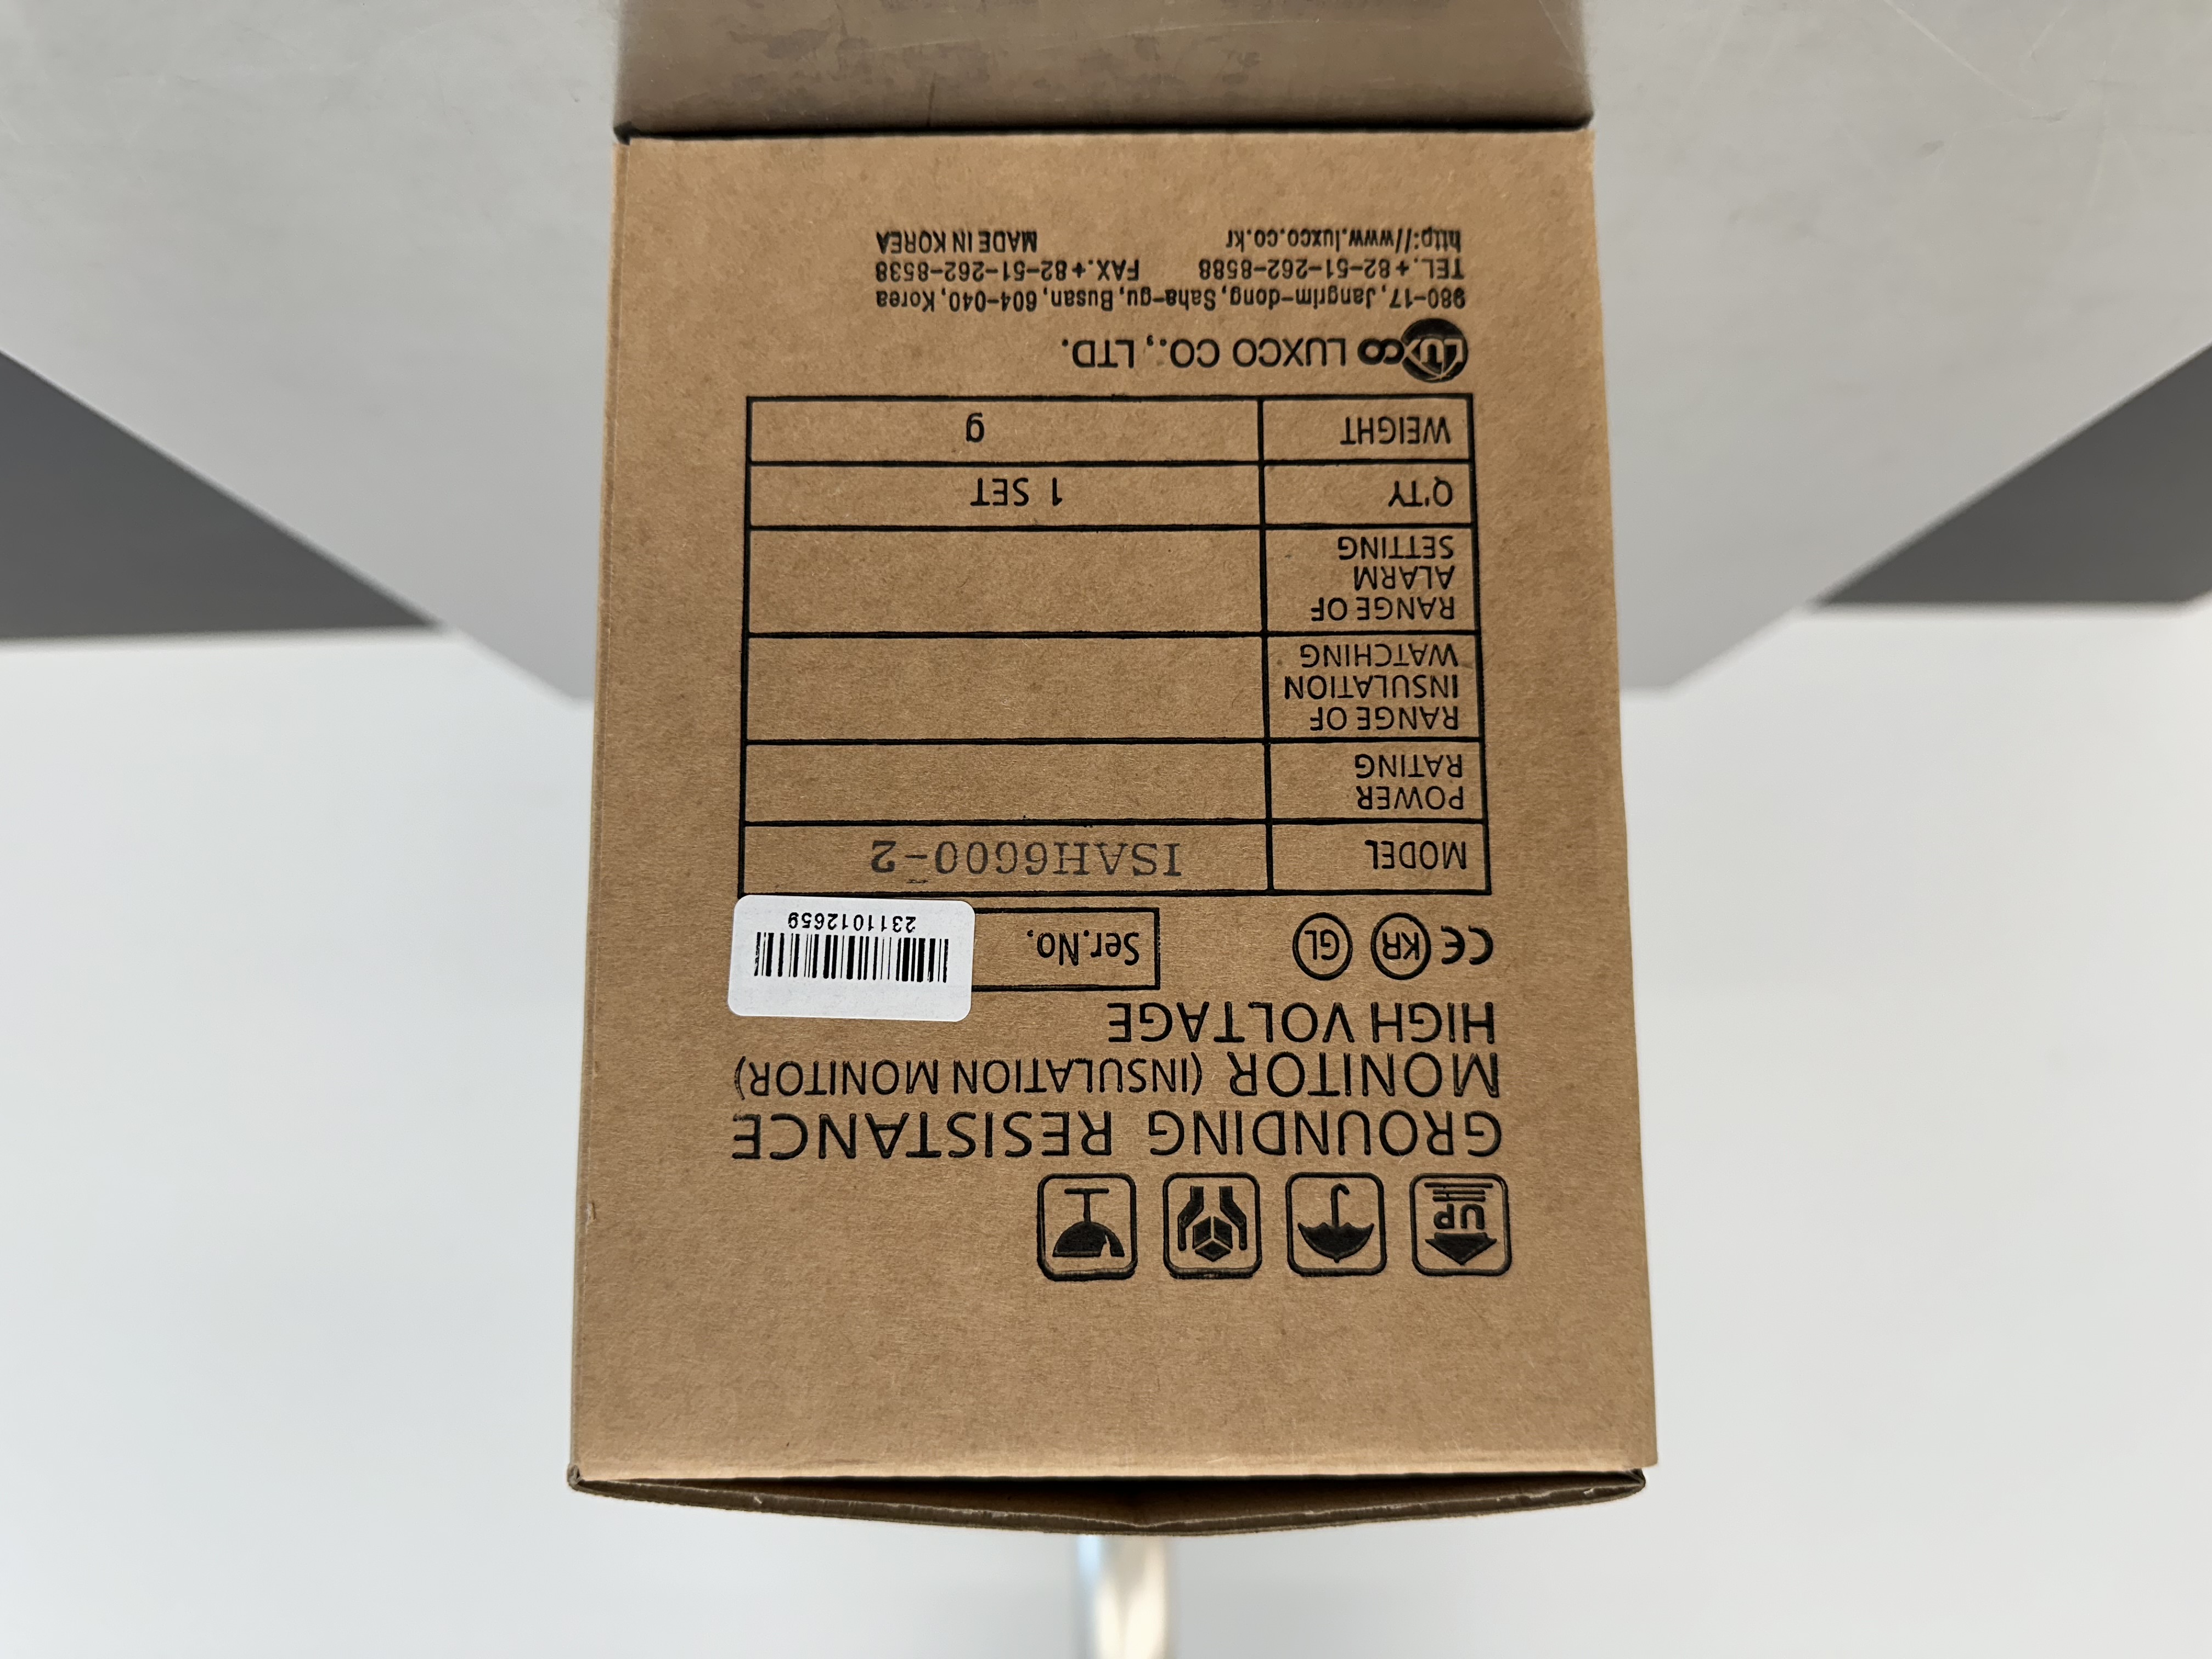 UP
GROUNDING RESISTANCE
MONITOR (INSULATION MONITOR)
HIGH VOLTAGE
CE KR GL
Ser.No.
2311012659
MODEL ISAH6600-2
POWER
RATING
RANGE OF
INSULATION
WATCHING
RANGE OF
ALARM
SETTING
Q'TY 1 SET
WEIGHT g
LUXCO LUXCO CO., LTD.
980-17, Jangrim-dong, Saha-gu, Busan, 604-040, Korea
TEL.+82-51-262-8588 FAX.+82-51-262-8538
http://www.luxco.co.kr MADE IN KOREA